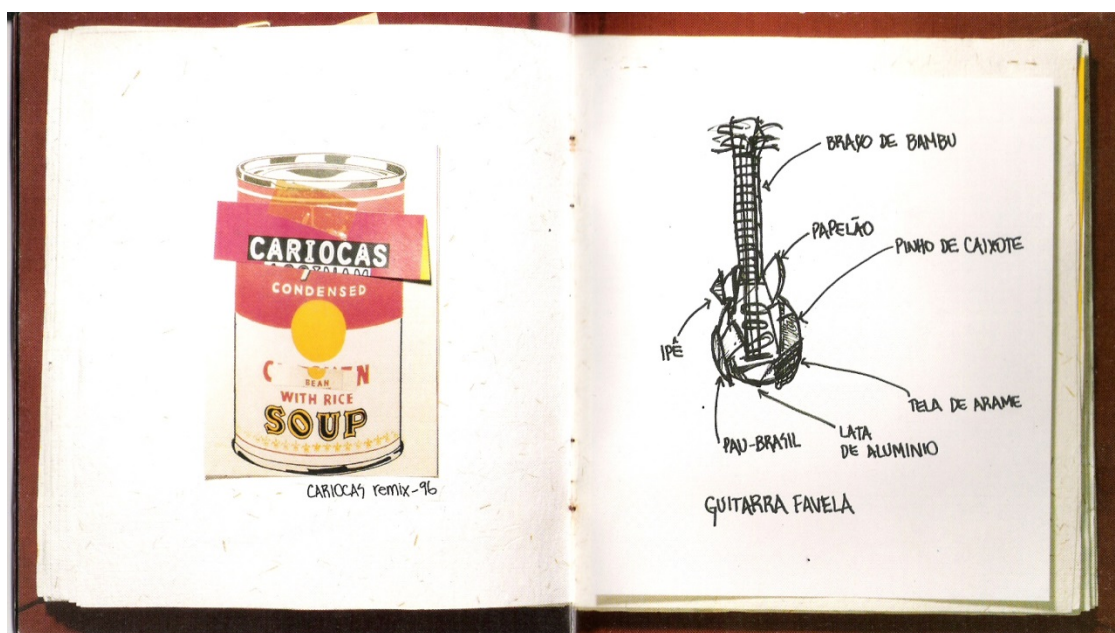 CARIOCAS
CONDENSED
BEAN
WITH RICE
SOUP
CARIOCAS remix-96
BRAÇO DE BAMBU
PAPELÃO
PINHO DE CAIXOTE
IPÊ
TELA DE ARAME
PAU-BRASIL
LATA
DE ALUMINIO
GUITARRA FAVELA